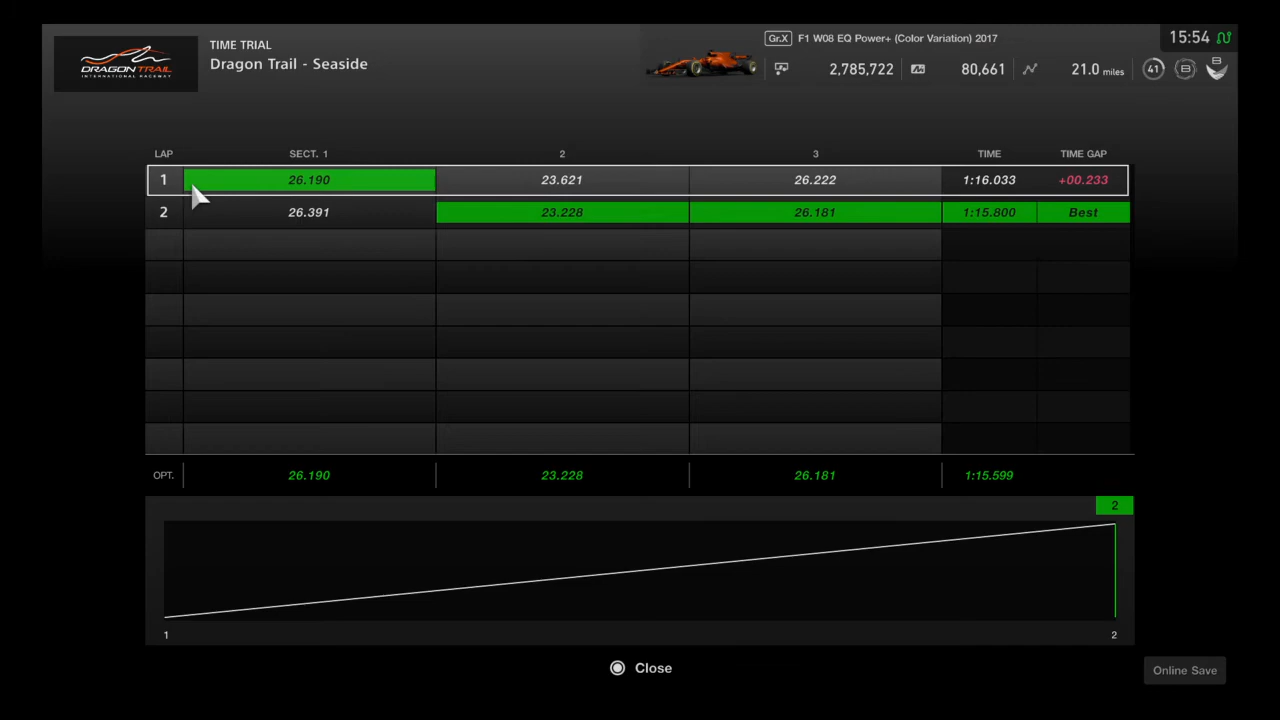 DRAGON TRAIL
INTERNATIONAL RACEWAY
TIME TRIAL
Dragon Trail - Seaside
Gr.X F1 W08 EQ Power+ (Color Variation) 2017
15:54
2,785,722 80,661 21.0 miles 41 B B
LAP SECT. 1 2 3 TIME TIME GAP
1 26.190 23.621 26.222 1:16.033 +00.233
2 26.391 23.228 26.181 1:15.800 Best
OPT. 26.190 23.228 26.181 1:15.599
2
1 2
Close
Online Save